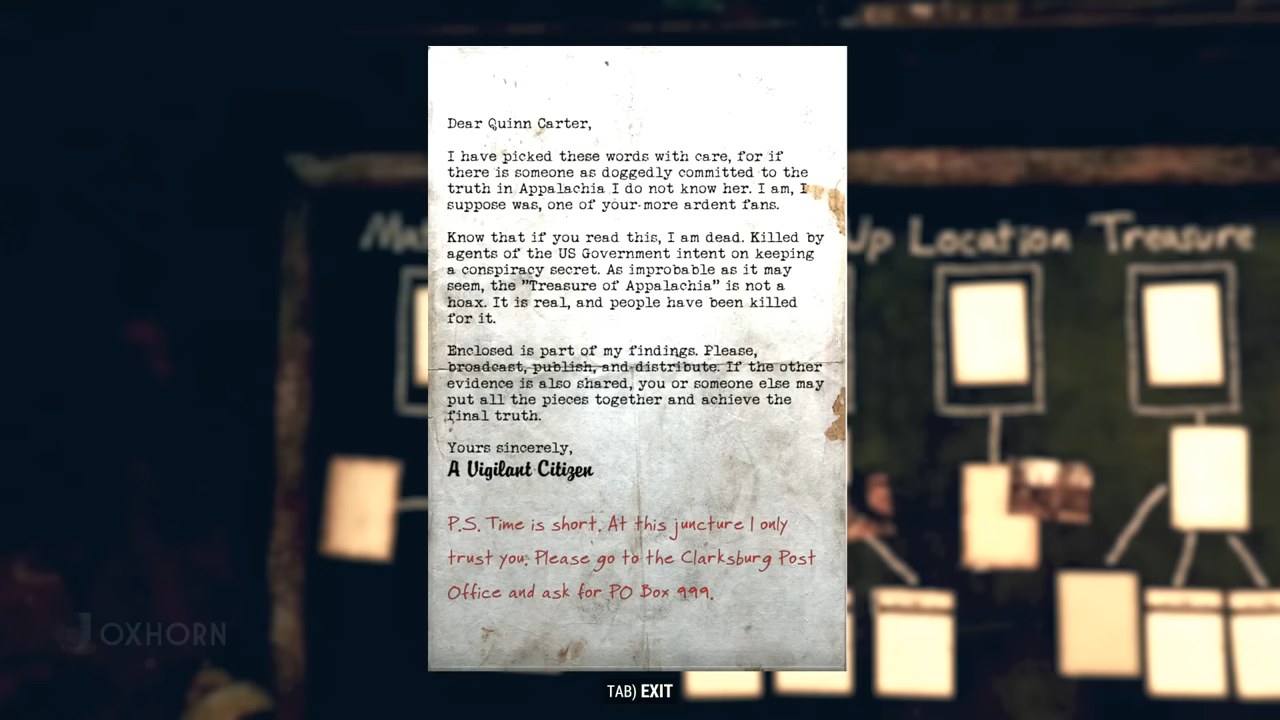 Dear Quinn Carter,
I have picked these words with care, for if
there is someone as doggedly committed to the
truth in Appalachia I do not know her. I am, I
suppose was, one of your more ardent fans.
Know that if you read this, I am dead. Killed by
agents of the US Government intent on keeping
a conspiracy secret. As improbable as it may
seem, the "Treasure of Appalachia" is not a
hoax. It is real, and people have been killed
for it.
Enclosed is part of my findings. Please,
broadcast, publish, and distribute. If the other
evidence is also shared, you or someone else may
put all the pieces together and achieve the
final truth.
Yours sincerely,
A Vigilant Citizen
P.S. Time is short. At this juncture I only
trust you. Please go to the Clarksburg Post
Office and ask for PO Box 999.
Up Location Treasure
JOXHORN
TAB) EXIT